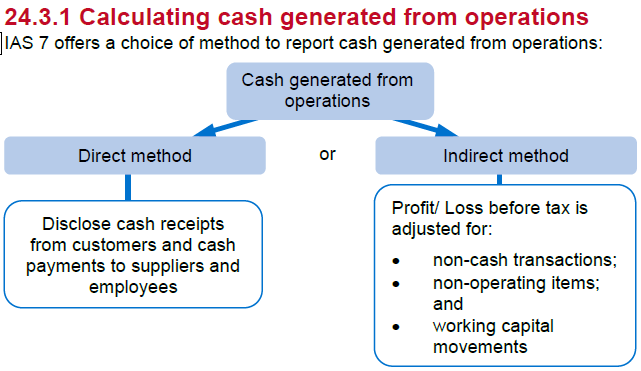 24.3.1 Calculating cash generated from operations
IAS 7 offers a choice of method to report cash generated from operations:
Cash generated from
operations
Direct method
or
Indirect method
Disclose cash receipts
from customers and cash
payments to suppliers and
employees
Profit/ Loss before tax is
adjusted for:
• non-cash transactions;
• non-operating items;
and
• working capital
movements